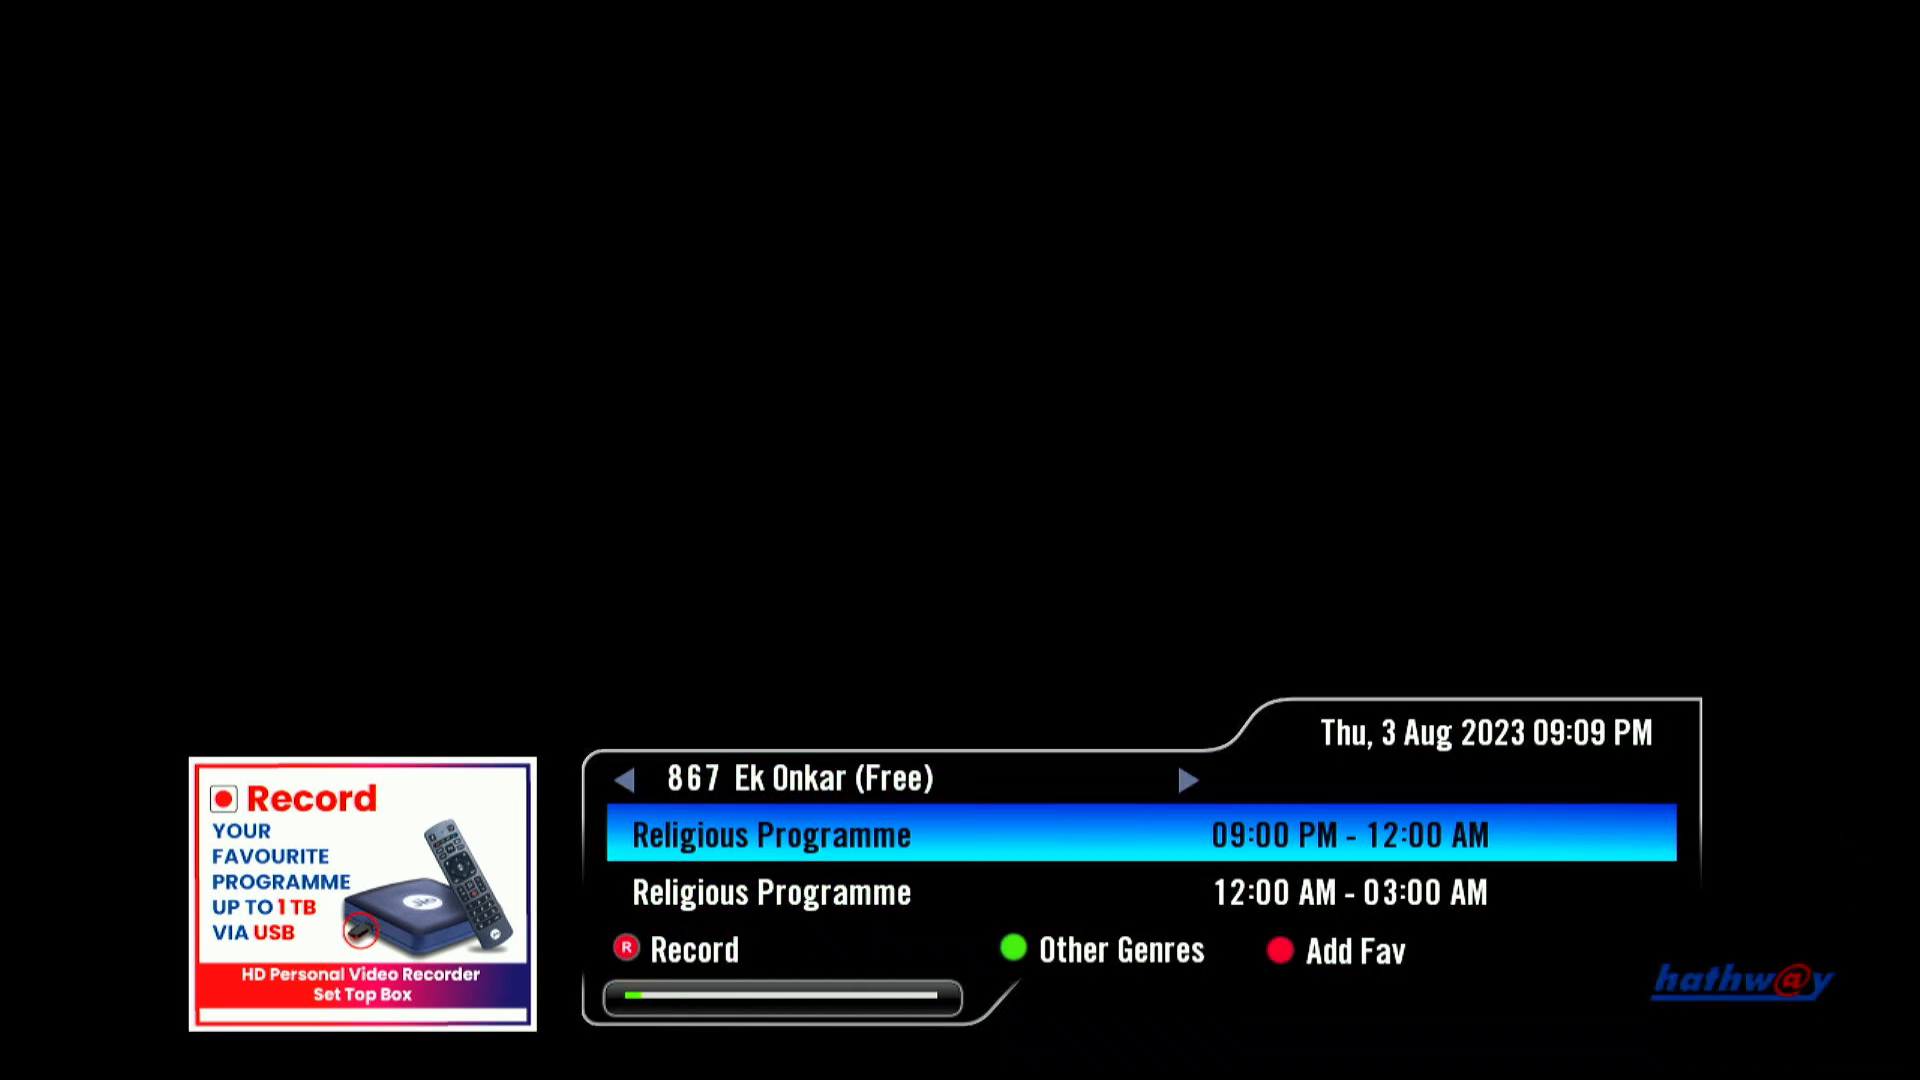 Thu, 3 Aug 2023 09:09 PM
867 Ek Onkar (Free)
Religious Programme 09:00 PM - 12:00 AM
Religious Programme 12:00 AM - 03:00 AM
R Record Other Genres Add Fav
Record
YOUR
FAVOURITE
PROGRAMME
UP TO 1 TB
VIA USB
Jio
HD Personal Video Recorder
Set Top Box
hathw@y